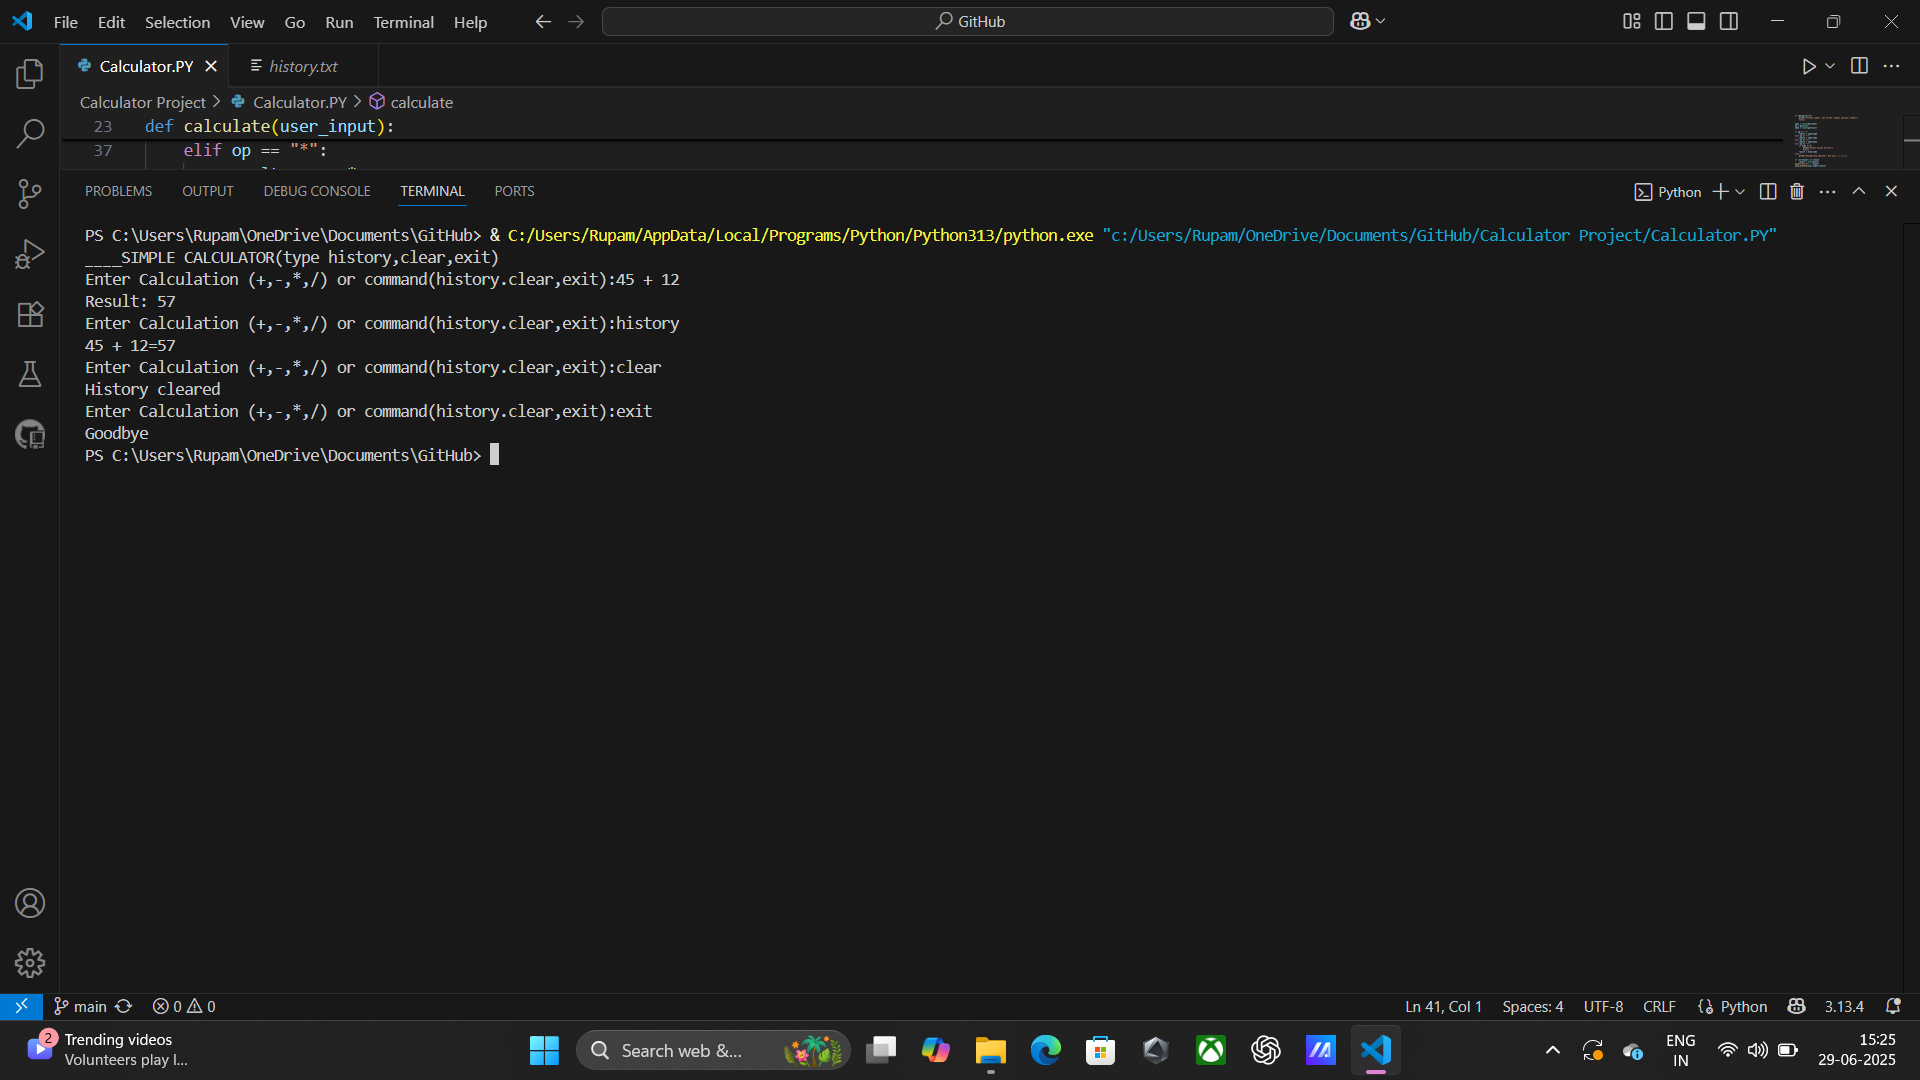 File Edit Selection View Go Run Terminal Help
GitHub
Calculator.PY
history.txt
Calculator Project > Calculator.PY > calculate
23 def calculate(user_input):
37 elif op == "*":
PROBLEMS OUTPUT DEBUG CONSOLE TERMINAL PORTS
Python
PS C:\Users\Rupam\OneDrive\Documents\GitHub> & C:/Users/Rupam/AppData/Local/Programs/Python/Python313/python.exe "c:/Users/Rupam/OneDrive/Documents/GitHub/Calculator Project/Calculator.PY"
____SIMPLE CALCULATOR(type history,clear,exit)
Enter Calculation (+,-,*,/) or command(history.clear,exit):45 + 12
Result: 57
Enter Calculation (+,-,*,/) or command(history.clear,exit):history
45 + 12=57
Enter Calculation (+,-,*,/) or command(history.clear,exit):clear
History cleared
Enter Calculation (+,-,*,/) or command(history.clear,exit):exit
Goodbye
PS C:\Users\Rupam\OneDrive\Documents\GitHub>
main 0 0
Ln 41, Col 1 Spaces: 4 UTF-8 CRLF Python 3.13.4
2
Trending videos
Volunteers play l...
Search web &...
ENG
IN
15:25
29-06-2025